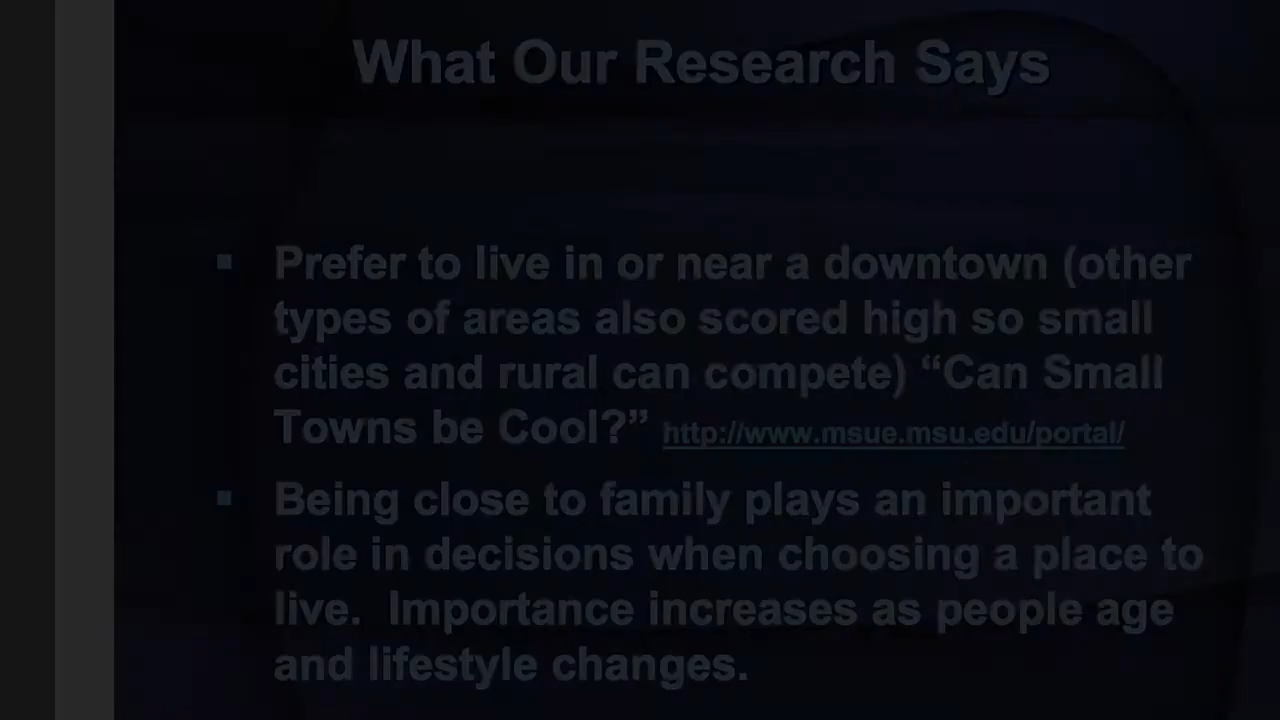 What Our Research Says
▪ Prefer to live in or near a downtown (other
types of areas also scored high so small
cities and rural can compete) “Can Small
Towns be Cool?” http://www.msue.msu.edu/portal/
▪ Being close to family plays an important
role in decisions when choosing a place to
live. Importance increases as people age
and lifestyle changes.